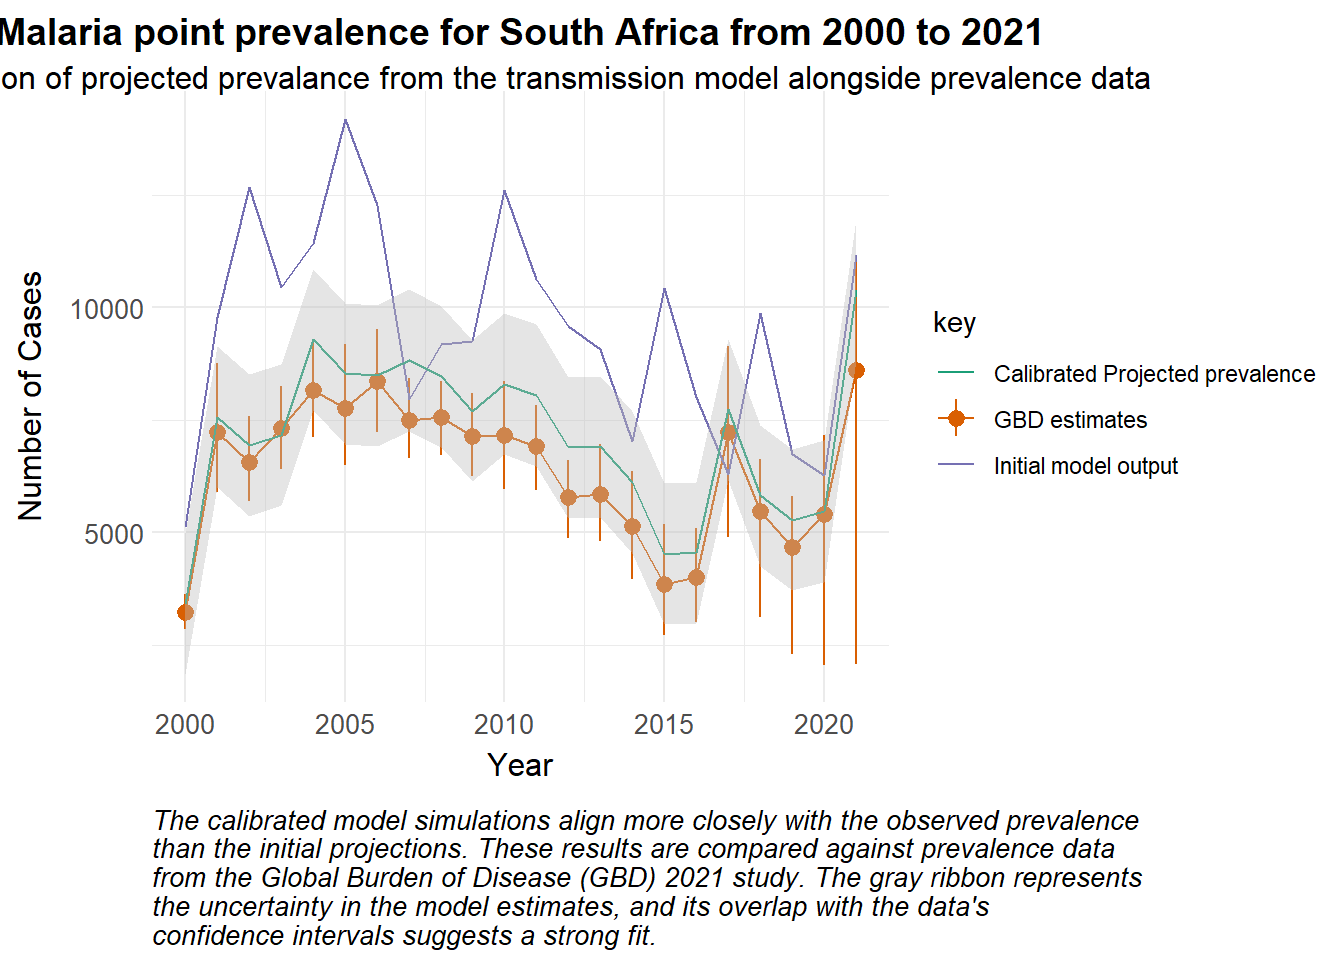 Malaria point prevalence for South Africa from 2000 to 2021
on of projected prevalance from the transmission model alongside prevalence data
Number of Cases
10000
5000
2000 2005 2010 2015 2020
Year
key
Calibrated Projected prevalence
GBD estimates
Initial model output
The calibrated model simulations align more closely with the observed prevalence
than the initial projections. These results are compared against prevalence data
from the Global Burden of Disease (GBD) 2021 study. The gray ribbon represents
the uncertainty in the model estimates, and its overlap with the data's
confidence intervals suggests a strong fit.